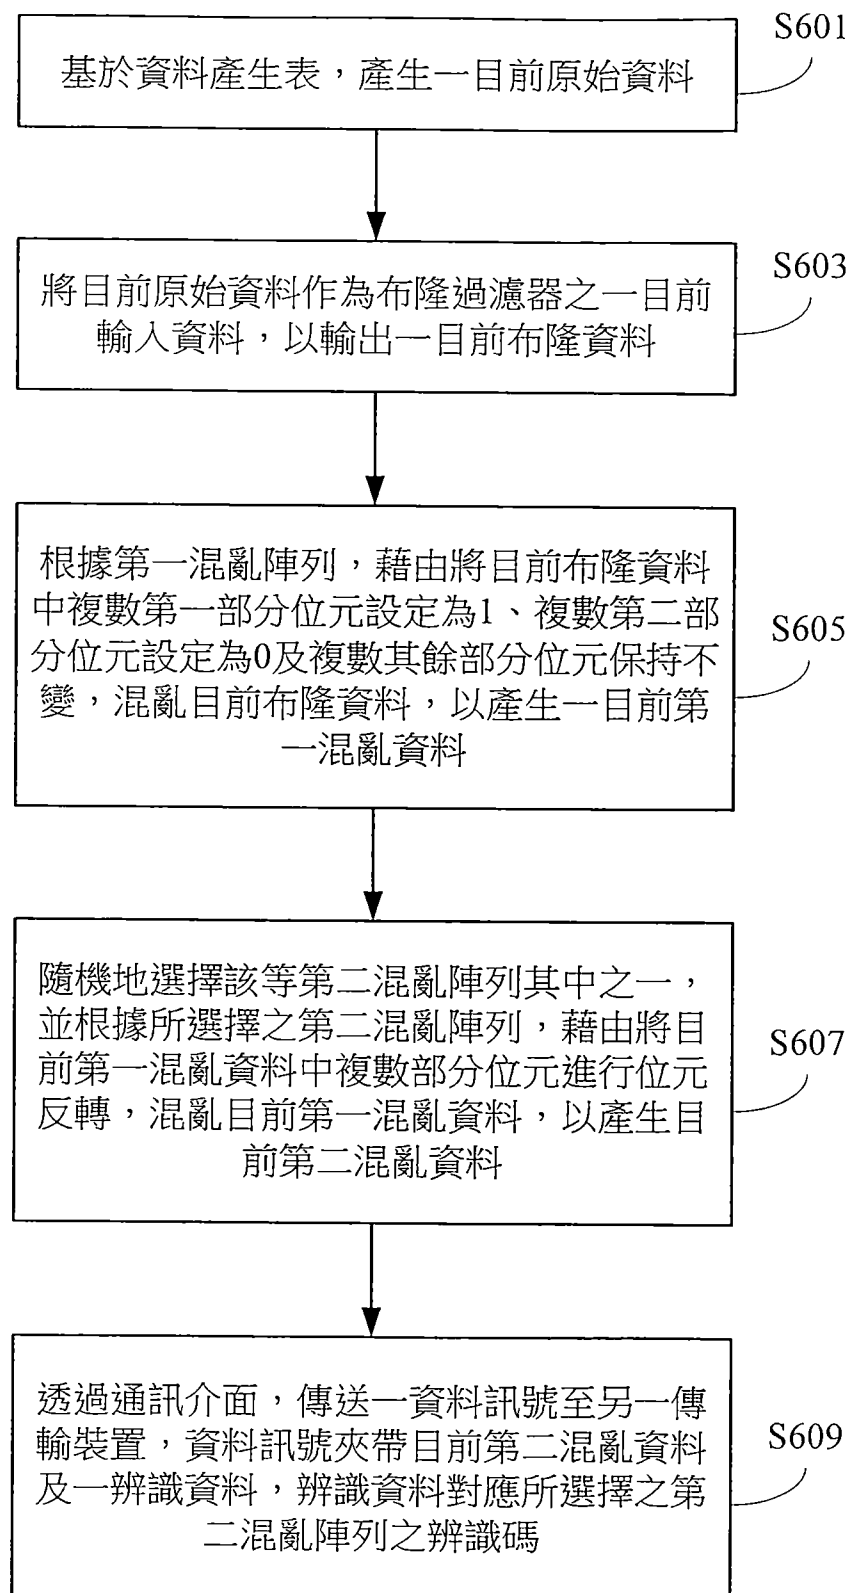 S601
基於資料產生表，產生一目前原始資料
S603
將目前原始資料作為布隆過濾器之一目前
輸入資料，以輸出一目前布隆資料
S605
根據第一混亂陣列，藉由將目前布隆資料
中複數第一部分位元設定為1、複數第二部
分位元設定為0及複數其餘部分位元保持不
變，混亂目前布隆資料，以產生一目前第
一混亂資料
S607
隨機地選擇該等第二混亂陣列其中之一，
並根據所選擇之第二混亂陣列，藉由將目
前第一混亂資料中複數部分位元進行位元
反轉，混亂目前第一混亂資料，以產生目
前第二混亂資料
S609
透過通訊介面，傳送一資料訊號至另一傳
輸裝置，資料訊號夾帶目前第二混亂資料
及一辨識資料，辨識資料對應所選擇之第
二混亂陣列之辨識碼